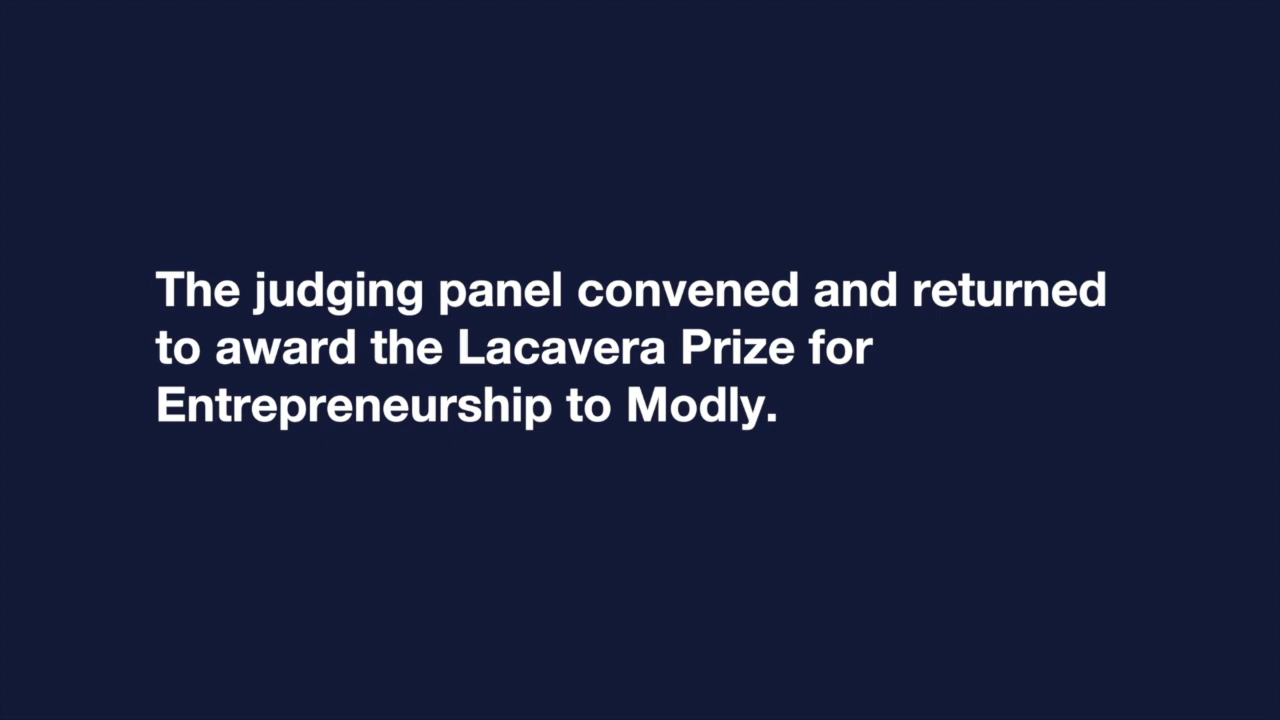 The judging panel convened and returned
to award the Lacavera Prize for
Entrepreneurship to Modly.